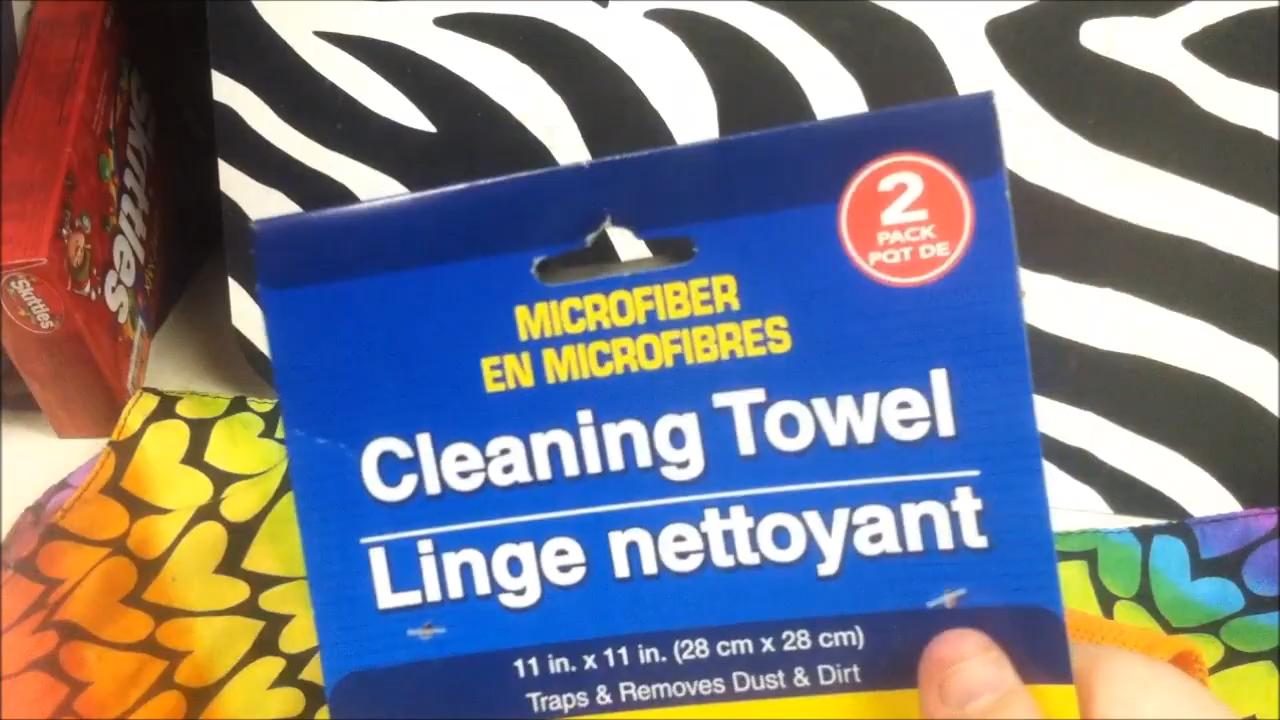 Skittles
Skittles
2
PACK
PQT DE
MICROFIBER
EN MICROFIBRES
Cleaning Towel
Linge nettoyant
11 in. x 11 in. (28 cm x 28 cm)
Traps & Removes Dust & Dirt